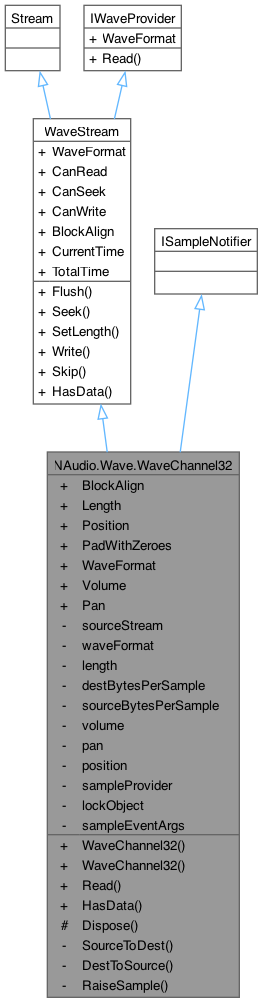 Stream
IWaveProvider
+ WaveFormat
+ Read()
WaveStream
+ WaveFormat
+ CanRead
+ CanSeek
+ CanWrite
+ BlockAlign
+ CurrentTime
+ TotalTime
+ Flush()
+ Seek()
+ SetLength()
+ Write()
+ Skip()
+ HasData()
ISampleNotifier
NAudio.Wave.WaveChannel32
+ BlockAlign
+ Length
+ Position
+ PadWithZeroes
+ WaveFormat
+ Volume
+ Pan
- sourceStream
- waveFormat
- length
- destBytesPerSample
- sourceBytesPerSample
- volume
- pan
- position
- sampleProvider
- lockObject
- sampleEventArgs
+ WaveChannel32()
+ WaveChannel32()
+ Read()
+ HasData()
# Dispose()
- SourceToDest()
- DestToSource()
- RaiseSample()